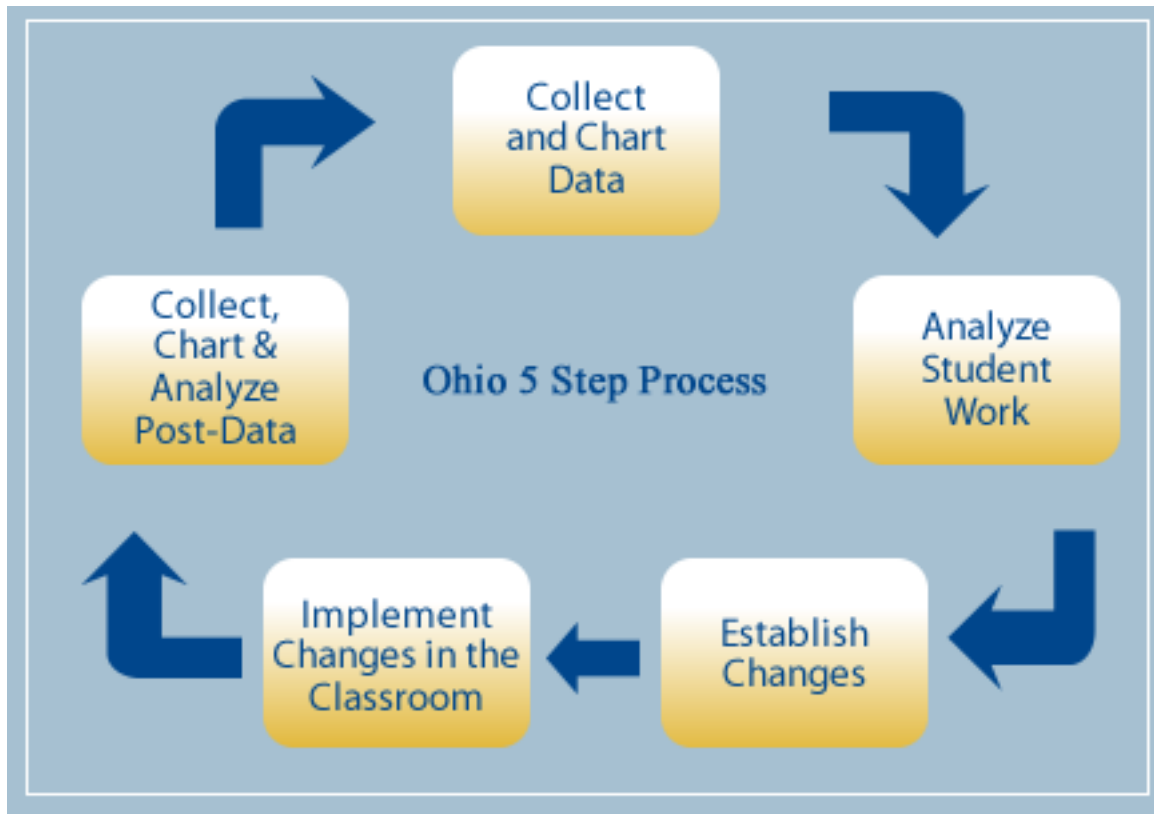 Collect
and Chart
Data
Analyze
Student
Work
Establish
Changes
Implement
Changes in the
Classroom
Collect,
Chart &
Analyze
Post-Data
Ohio 5 Step Process